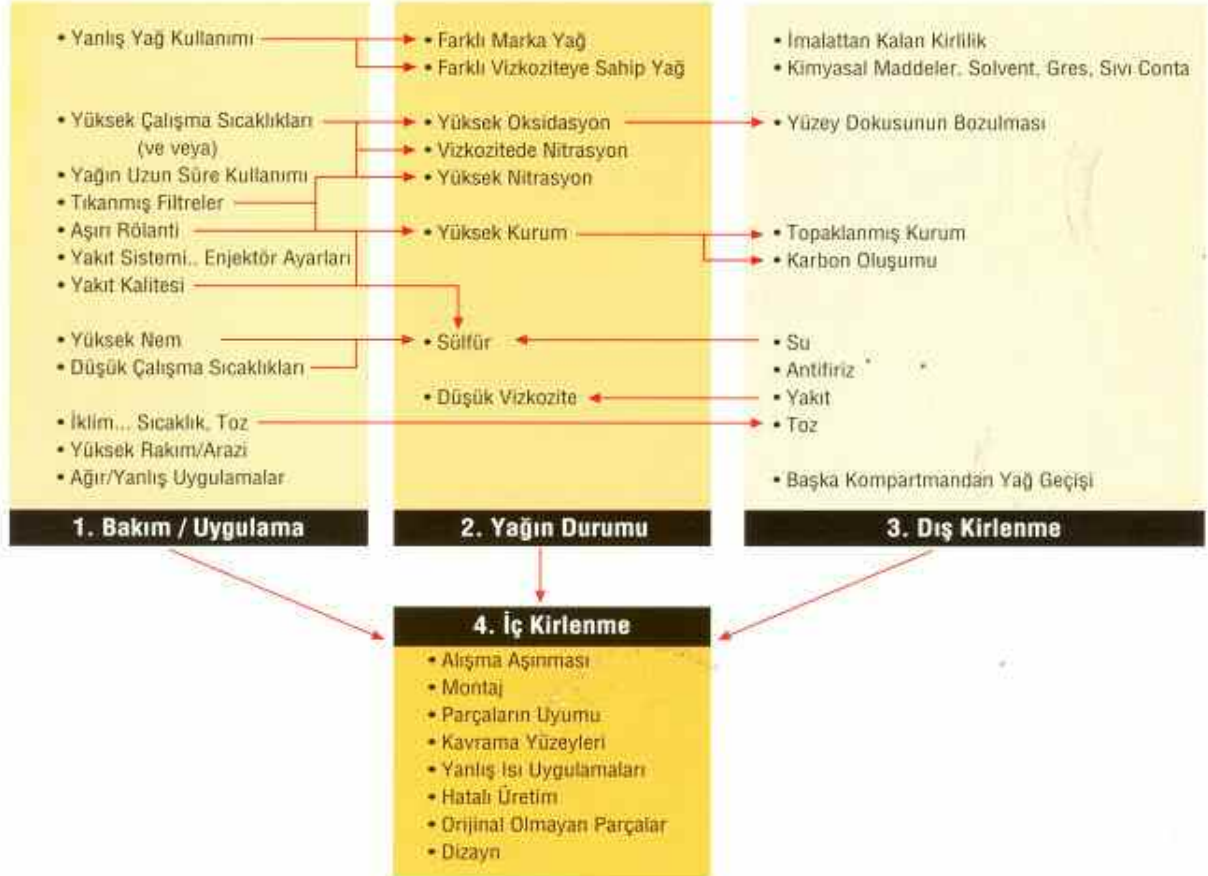 • Yanlış Yağ Kullanımı
• Yüksek Çalışma Sıcaklıkları
(ve veya)
• Yağın Uzun Süre Kullanımı
• Tıkanmış Filtreler
• Aşırı Rölanti
• Yakıt Sistemi.. Enjektör Ayarları
• Yakıt Kalitesi
• Yüksek Nem
• Düşük Çalışma Sıcaklıkları
• İklim... Sıcaklık, Toz
• Yüksek Rakım/Arazi
• Ağır/Yanlış Uygulamalar
1. Bakım / Uygulama
• Farklı Marka Yağ
• Farklı Vizkoziteye Sahip Yağ
• Yüksek Oksidasyon
• Vizkozitede Nitrasyon
• Yüksek Nitrasyon
• Yüksek Kurum
• Sülfür
• Düşük Vizkozite
2. Yağın Durumu
• İmalattan Kalan Kirlilik
• Kimyasal Maddeler. Solvent, Gres, Sıvı Conta
• Yüzey Dokusunun Bozulması
• Topaklanmış Kurum
• Karbon Oluşumu
• Su
• Antifiriz
• Yakıt
• Toz
• Başka Kompartmandan Yağ Geçişi
3. Dış Kirlenme
4. İç Kirlenme
• Alışma Aşınması
• Montaj
• Parçaların Uyumu
• Kavrama Yüzeyleri
• Yanlış Isı Uygulamaları
• Hatalı Üretim
• Orijinal Olmayan Parçalar
• Dizayn